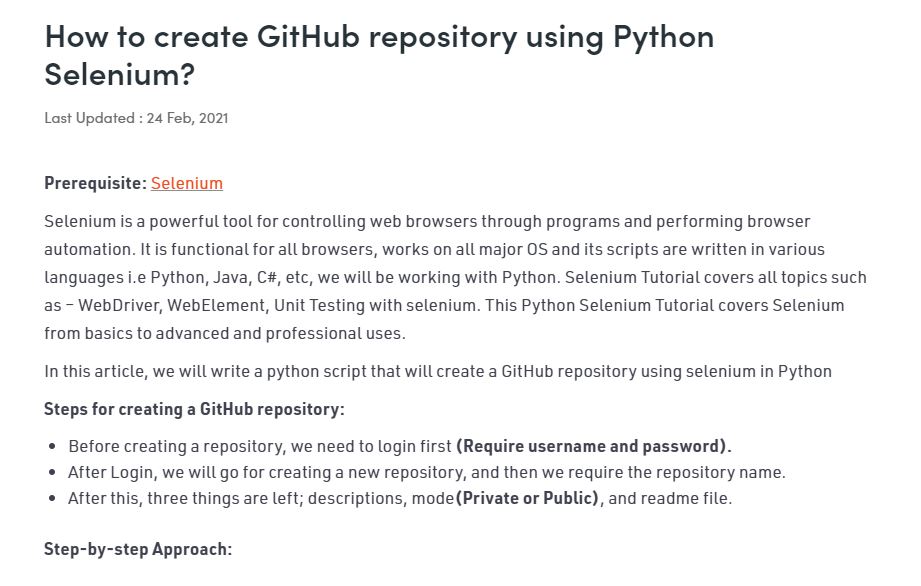 How to create GitHub repository using Python
Selenium?
Last Updated : 24 Feb, 2021
Prerequisite: Selenium
Selenium is a powerful tool for controlling web browsers through programs and performing browser
automation. It is functional for all browsers, works on all major OS and its scripts are written in various
languages i.e Python, Java, C#, etc, we will be working with Python. Selenium Tutorial covers all topics such
as – WebDriver, WebElement, Unit Testing with selenium. This Python Selenium Tutorial covers Selenium
from basics to advanced and professional uses.
In this article, we will write a python script that will create a GitHub repository using selenium in Python
Steps for creating a GitHub repository:
• Before creating a repository, we need to login first (Require username and password).
• After Login, we will go for creating a new repository, and then we require the repository name.
• After this, three things are left; descriptions, mode(Private or Public), and readme file.
Step-by-step Approach: